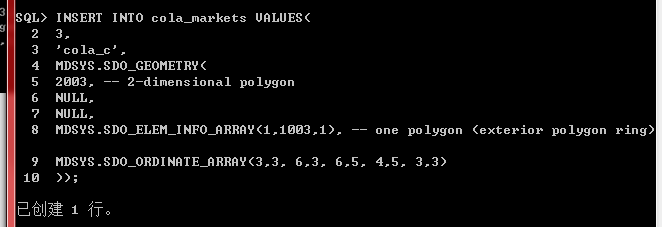 SQL> INSERT INTO cola_markets VALUES(
2 3,
3 'cola_c',
4 MDSYS.SDO_GEOMETRY(
5 2003, -- 2-dimensional polygon
6 NULL,
7 NULL,
8 MDSYS.SDO_ELEM_INFO_ARRAY(1,1003,1), -- one polygon (exterior polygon ring)
9 MDSYS.SDO_ORDINATE_ARRAY(3,3, 6,3, 6,5, 4,5, 3,3)
10 ));
已创建 1 行。